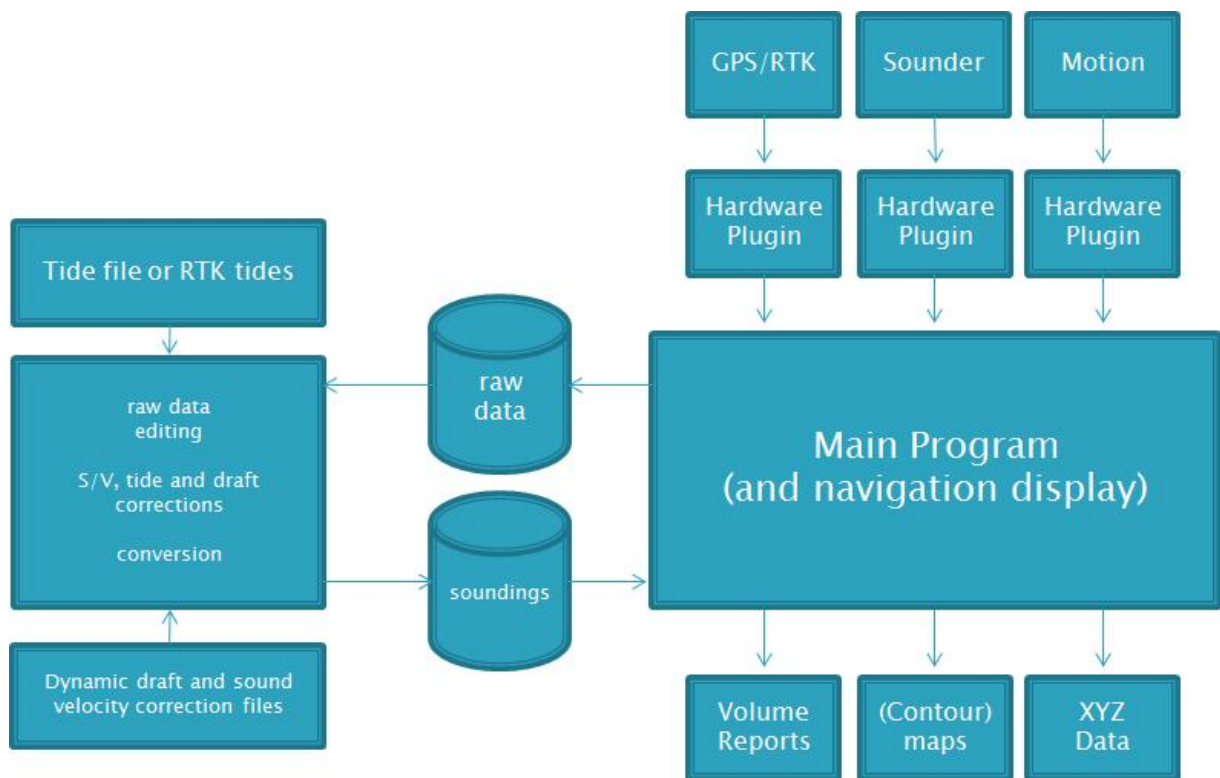 GPS/RTK
Sounder
Motion
Hardware
Plugin
Hardware
Plugin
Hardware
Plugin
Tide file or RTK tides
raw data
editing
S/V, tide and draft
corrections
conversion
Dynamic draft and sound
velocity correction files
raw
data
soundings
Main Program
(and navigation display)
Volume
Reports
(Contour)
maps
XYZ
Data